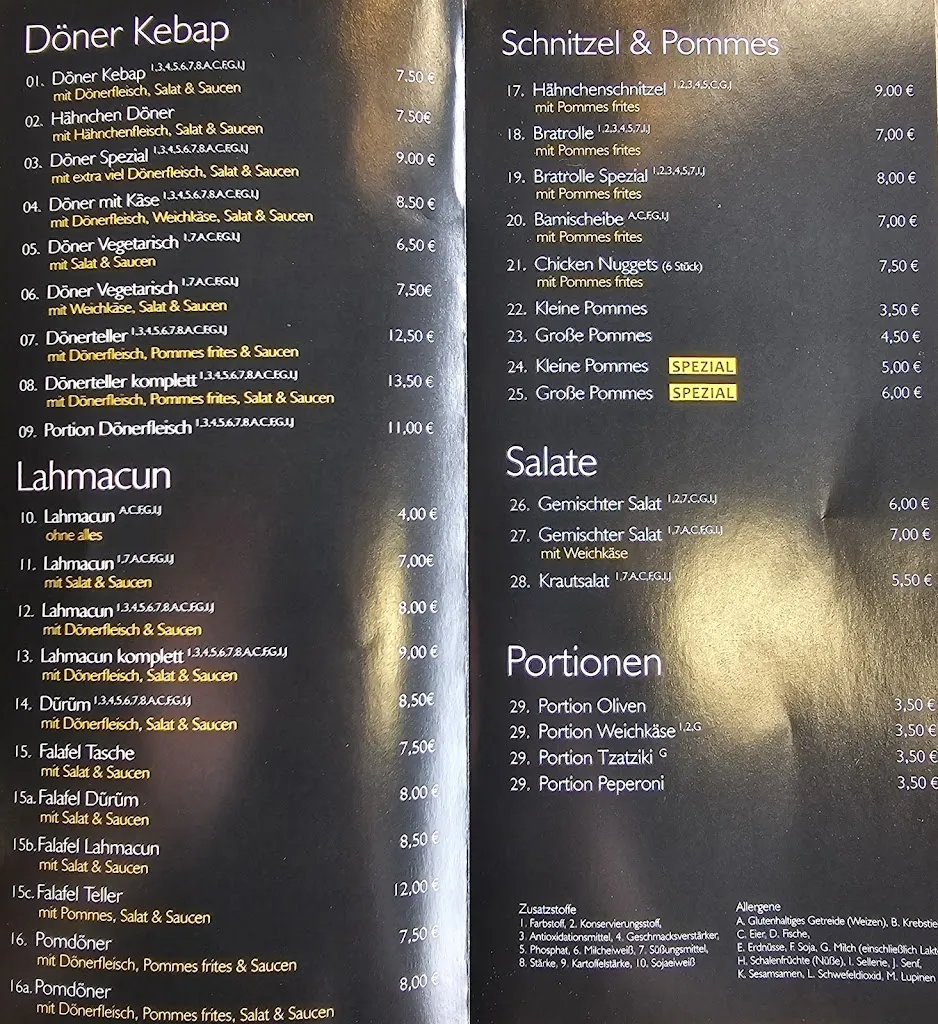 Döner Kebap
01. Döner Kebap 1,3,4,5,6,7,8,A,C,F,G,I,J 7.50 €
mit Dönerfleisch, Salat & Saucen
02. Hähnchen Döner 7.50€
mit Hähnchenfleisch, Salat & Saucen
03. Döner Spezial 1,3,4,5,6,7,8,A,C,F,G,I,J 9.00 €
mit extra viel Dönerfleisch, Salat & Saucen
04. Döner mit Käse 1,3,4,5,6,7,8,A,C,F,G,I,J 8.50 €
mit Dönerfleisch, Weichkäse, Salat & Saucen
05. Döner Vegetarisch 1,7,A,C,F,G,I,J 6,50 €
mit Salat & Saucen
06. Döner Vegetarisch 1,7,A,C,F,G,I,J 7,50€
mit Weichkäse, Salat & Saucen
07. Dönerteller 1,3,4,5,6,7,8,A,C,F,G,I,J 12,50 €
mit Dönerfleisch, Pommes frites & Saucen
08. Dönerteller komplett 1,3,4,5,6,7,8,A,C,F,G,I,J 13,50 €
mit Dönerfleisch, Pommes frites, Salat & Saucen
09. Portion Dönerfleisch 1,3,4,5,6,7,8,A,C,F,G,I,J 11,00 €
Lahmacun
10. Lahmacun A,C,F,G,I,J 4,00 €
ohne alles
11. Lahmacun 1,7,A,C,F,G,I,J 7,00€
mit Salat & Saucen
12. Lahmacun 1,3,4,5,6,7,8,A,C,F,G,I,J 8.00 €
mit Dönerfleisch & Saucen
13. Lahmacun komplett 1,3,4,5,6,7,8,A,C,F,G,I,J 9,00 €
mit Dönerfleisch, Salat & Saucen
14. Dürüm 1,3,4,5,6,7,8,A,C,F,G,I,J 8,50€
mit Dönerfleisch, Salat & Saucen
15. Falafel Tasche 7,50€
mit Salat & Saucen
15a. Falafel Dürüm 8.00 €
mit Salat & Saucen
15b. Falafel Lahmacun 8,50 €
mit Salat & Saucen
15c. Falafel Teller 12,00 €
mit Pommes, Salat & Saucen
16. Pomdöner 7,50 €
mit Dönerfleisch, Pommes frites & Saucen
16a. Pomdöner 8,00 €
mit Dönerfleisch, Pommes frites, Salat & Saucen
Schnitzel & Pommes
17. Hähnchenschnitzel 1,2,3,4,5,C,G,J 9,00 €
mit Pommes frites
18. Bratrolle 1,2,3,4,5,7,I,J 7,00 €
mit Pommes frites
19. Bratrolle Spezial 1,2,3,4,5,7,I,J 8,00 €
mit Pommes frites
20. Bamischeibe A,C,F,G,I,J 7,00 €
mit Pommes frites
21. Chicken Nuggets (6 Stück) 7,50 €
mit Pommes frites
22. Kleine Pommes 3,50 €
23. Große Pommes 4,50 €
24. Kleine Pommes SPEZIAL 5,00 €
25. Große Pommes SPEZIAL 6,00 €
Salate
26. Gemischter Salat 1,2,7,C,G,I,J 6,00 €
27. Gemischter Salat 1,7,A,C,F,G,I,J 7,00 €
mit Weichkäse
28. Krautsalat 1,7,A,C,F,G,I,J 5,50 €
Portionen
29. Portion Oliven 3,50 €
29. Portion Weichkäse 1,2,G 3,50 €
29. Portion Tzatziki G 3,50 €
29. Portion Peperoni 3,50 €
Zusatzstoffe
1. Farbstoff, 2. Konservierungsstoff,
3. Antioxidationsmittel, 4. Geschmacksverstärker,
5. Phosphat, 6. Milcheiweiß, 7. Süßungsmittel,
8. Stärke, 9. Kartoffelstärke, 10. Sojaeiweiß
Allergene
A. Glutenhaltiges Getreide (Weizen), B. Krebstie
C. Eier, D. Fische,
E. Erdnüsse, F. Soja, G. Milch (einschließlich Lakt
H. Schalenfrüchte (Nüße), I. Sellerie, J. Senf,
K. Sesamsamen, L. Schwefeldioxid, M. Lupinen